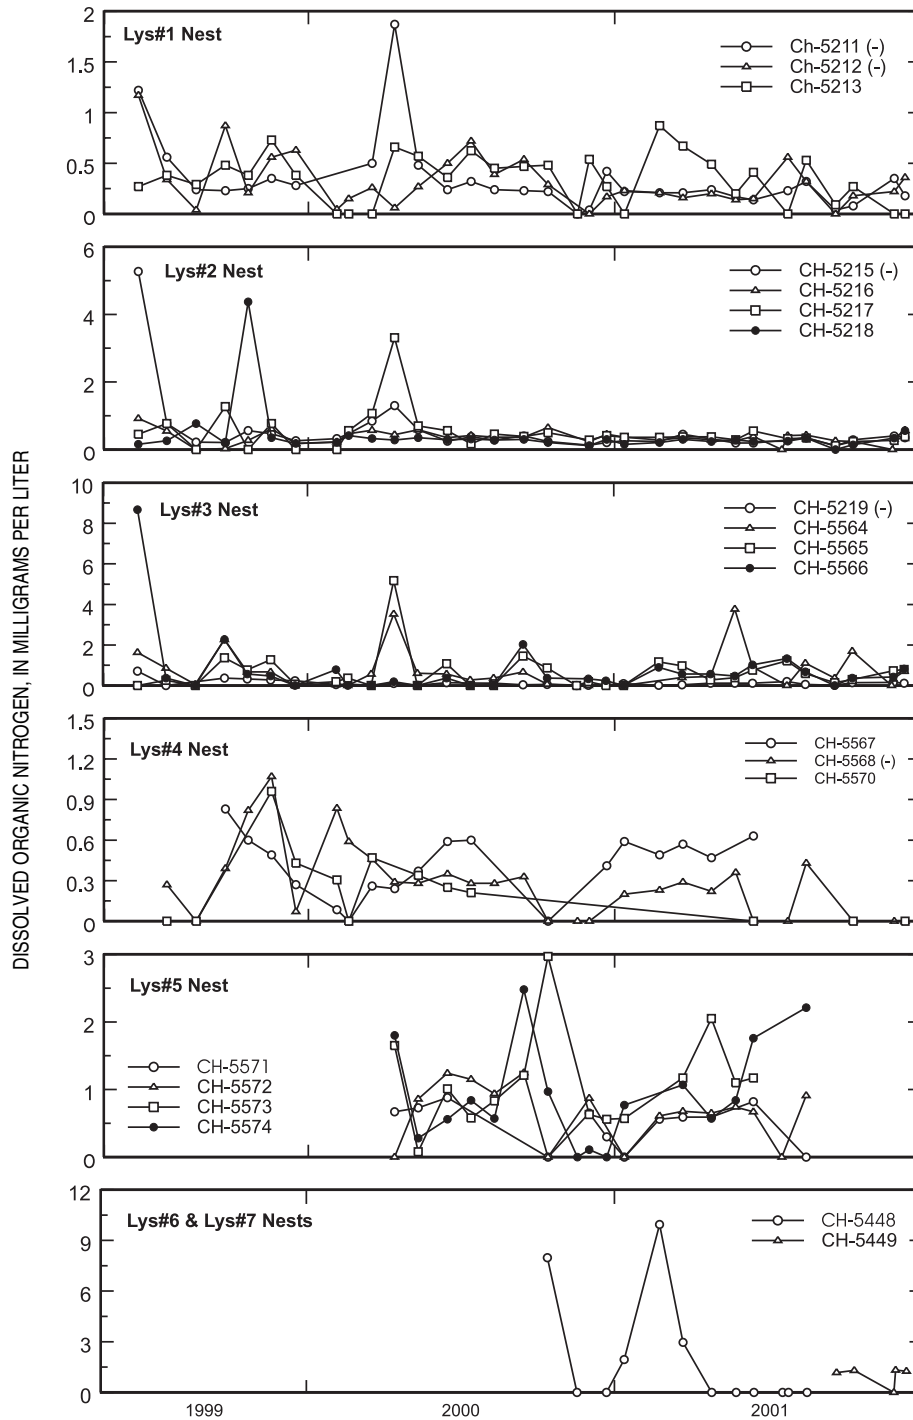 DISSOLVED ORGANIC NITROGEN, IN MILLIGRAMS PER LITER
2
1.5
1
0.5
0
Lys#1 Nest
Ch-5211 (-)
Ch-5212 (-)
Ch-5213
6
4
2
0
Lys#2 Nest
CH-5215 (-)
CH-5216
CH-5217
CH-5218
10
8
6
4
2
0
Lys#3 Nest
CH-5219 (-)
CH-5564
CH-5565
CH-5566
1.5
1.2
0.9
0.6
0.3
0
Lys#4 Nest
CH-5567
CH-5568 (-)
CH-5570
3
2
1
0
Lys#5 Nest
CH-5571
CH-5572
CH-5573
CH-5574
12
9
6
3
0
Lys#6 & Lys#7 Nests
CH-5448
CH-5449
1999 2000 2001